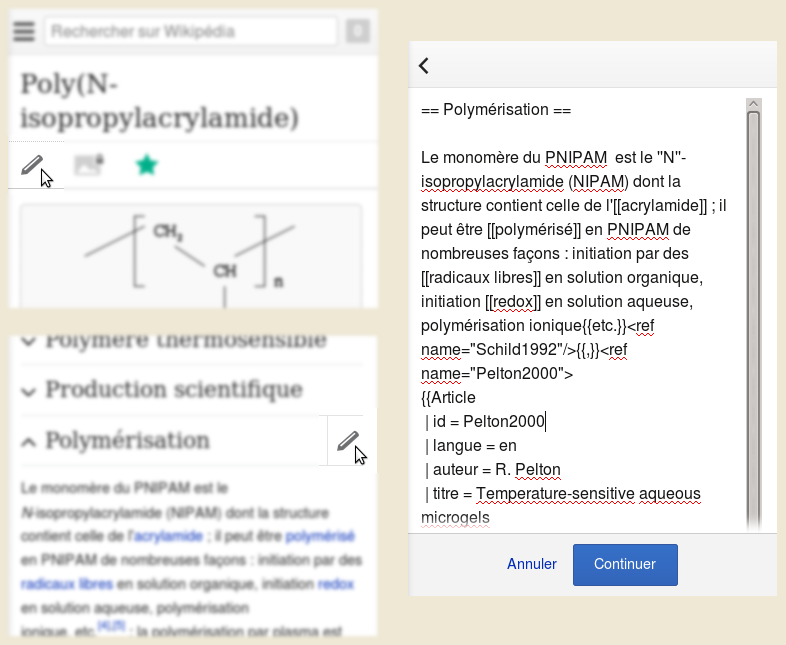 Rechercher sur Wikipédia
0
Poly(N-
isopropylacrylamide)
CH2
CH
n
Polymère thermosensible
Production scientifique
Polymérisation
Le monomère du PNIPAM est le
N-isopropylacrylamide (NIPAM) dont la structure
contient celle de l'acrylamide ; il peut être polymérisé
en PNIPAM de nombreuses façons : initiation par des
radicaux libres en solution organique, initiation redox
en solution aqueuse, polymérisation
ionique, etc.[4],[5] ; la polymérisation par plasma est
== Polymérisation ==
Le monomère du PNIPAM  est le ''N''-
isopropylacrylamide (NIPAM) dont la
structure contient celle de l'[[acrylamide]] ; il
peut être [[polymérisé]] en PNIPAM de
nombreuses façons : initiation par des
[[radicaux libres]] en solution organique,
initiation [[redox]] en solution aqueuse,
polymérisation ionique{{etc.}}<ref
name="Schild1992"/>{{,}}<ref
name="Pelton2000">
{{Article
| id = Pelton2000
| langue = en
| auteur = R. Pelton
| titre = Temperature-sensitive aqueous
microgels
Annuler
Continuer